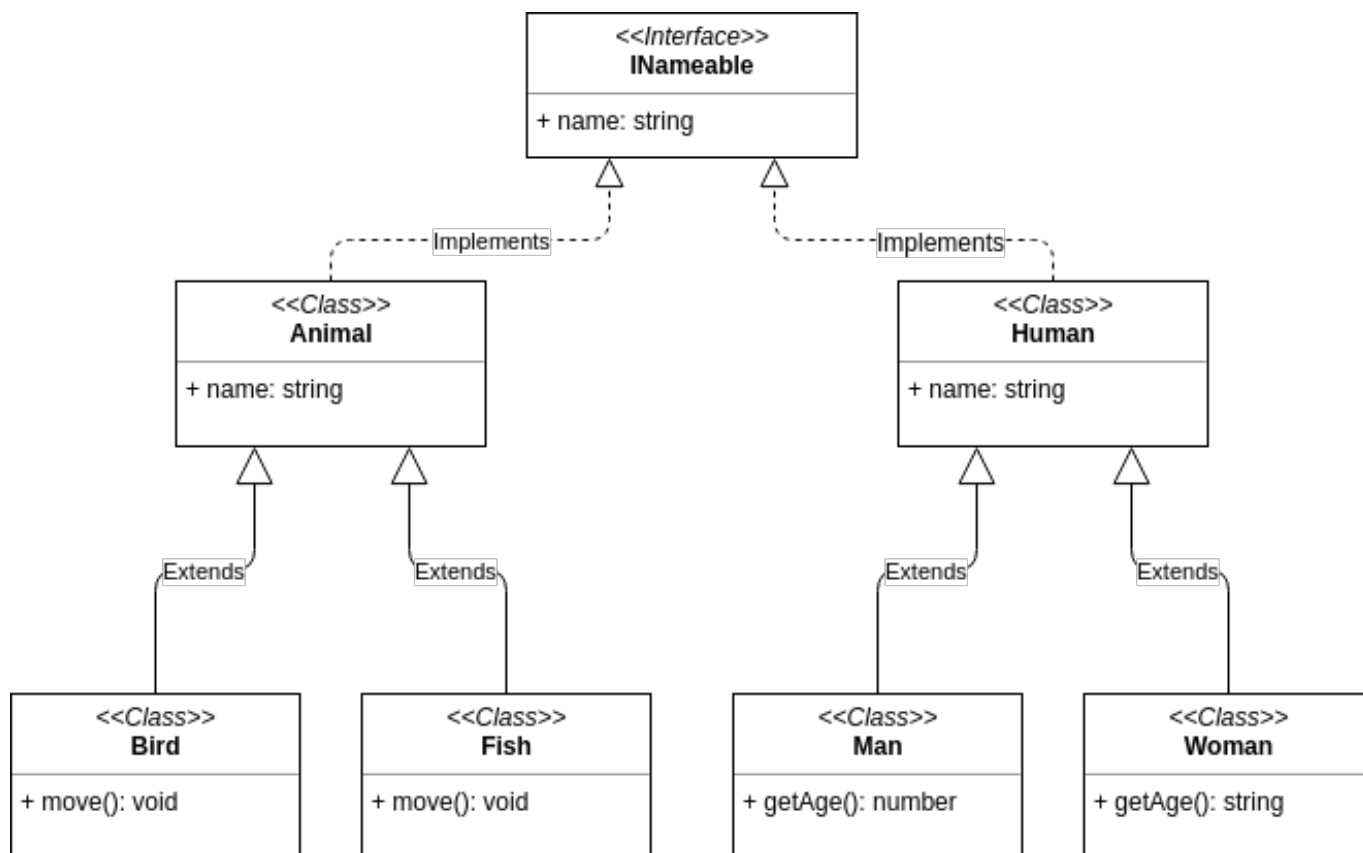 <<Interface>>
INameable
+ name: string
Implements
Implements
<<Class>>
Animal
+ name: string
<<Class>>
Human
+ name: string
Extends
Extends
Extends
Extends
<<Class>>
Bird
+ move(): void
<<Class>>
Fish
+ move(): void
<<Class>>
Man
+ getAge(): number
<<Class>>
Woman
+ getAge(): string